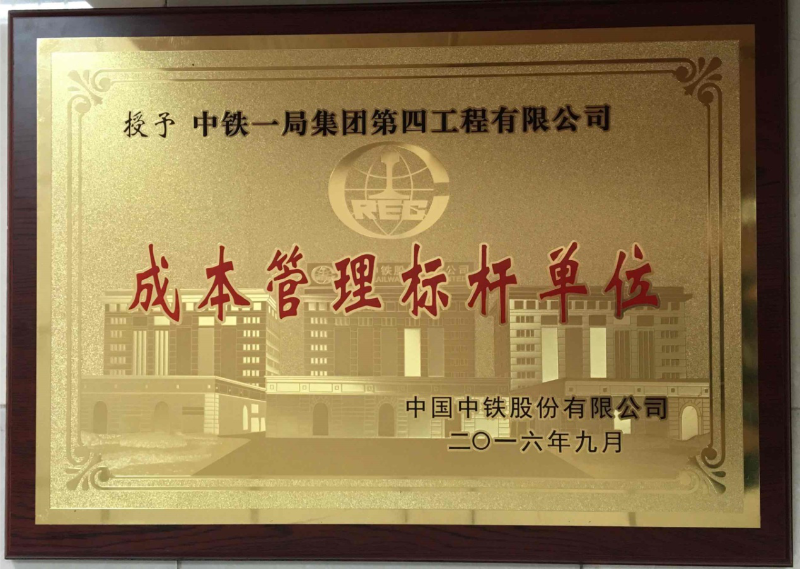 授予 中铁一局集团第四工程有限公司
CREC
成本管理标杆单位
中国中铁股份有限公司
二〇一六年九月